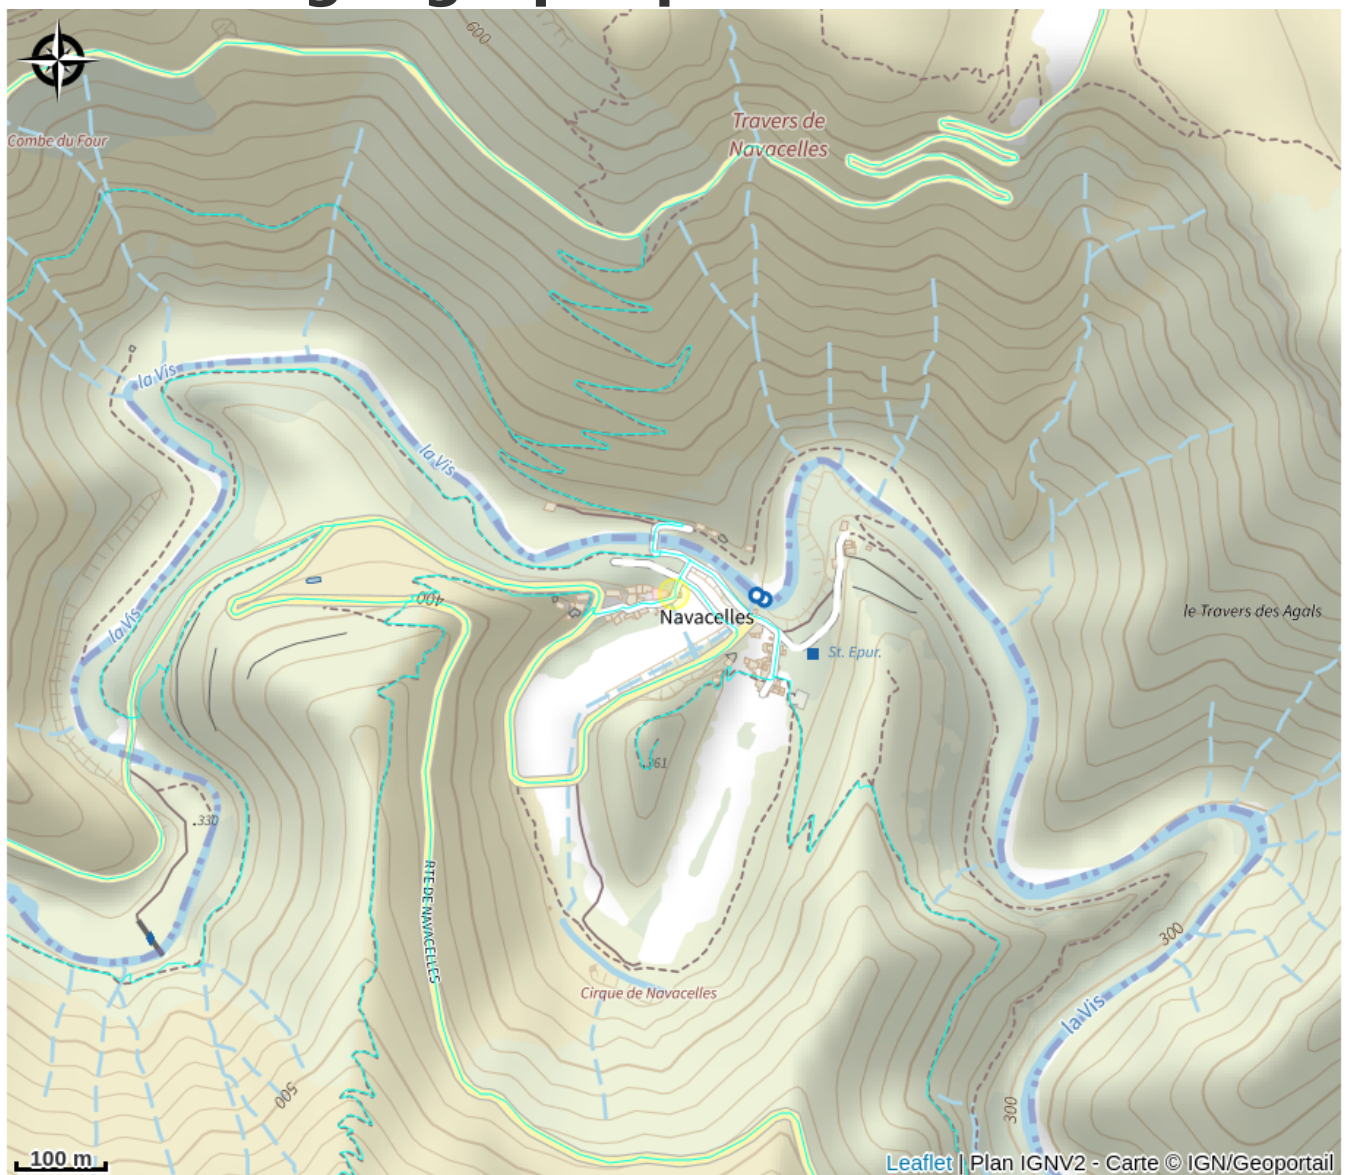 600
Travers de
Navacelles
Combe du Four
la Vis
la Vis
400
Navacelles
la Vis
le Travers des Agals
St. Epur.
361
.330
RTE DE NAVACELLES
300
Cirque de Navacelles
la Vis
500
300
100 m
Leaflet | Plan IGNV2 - Carte © IGN/Geoportail